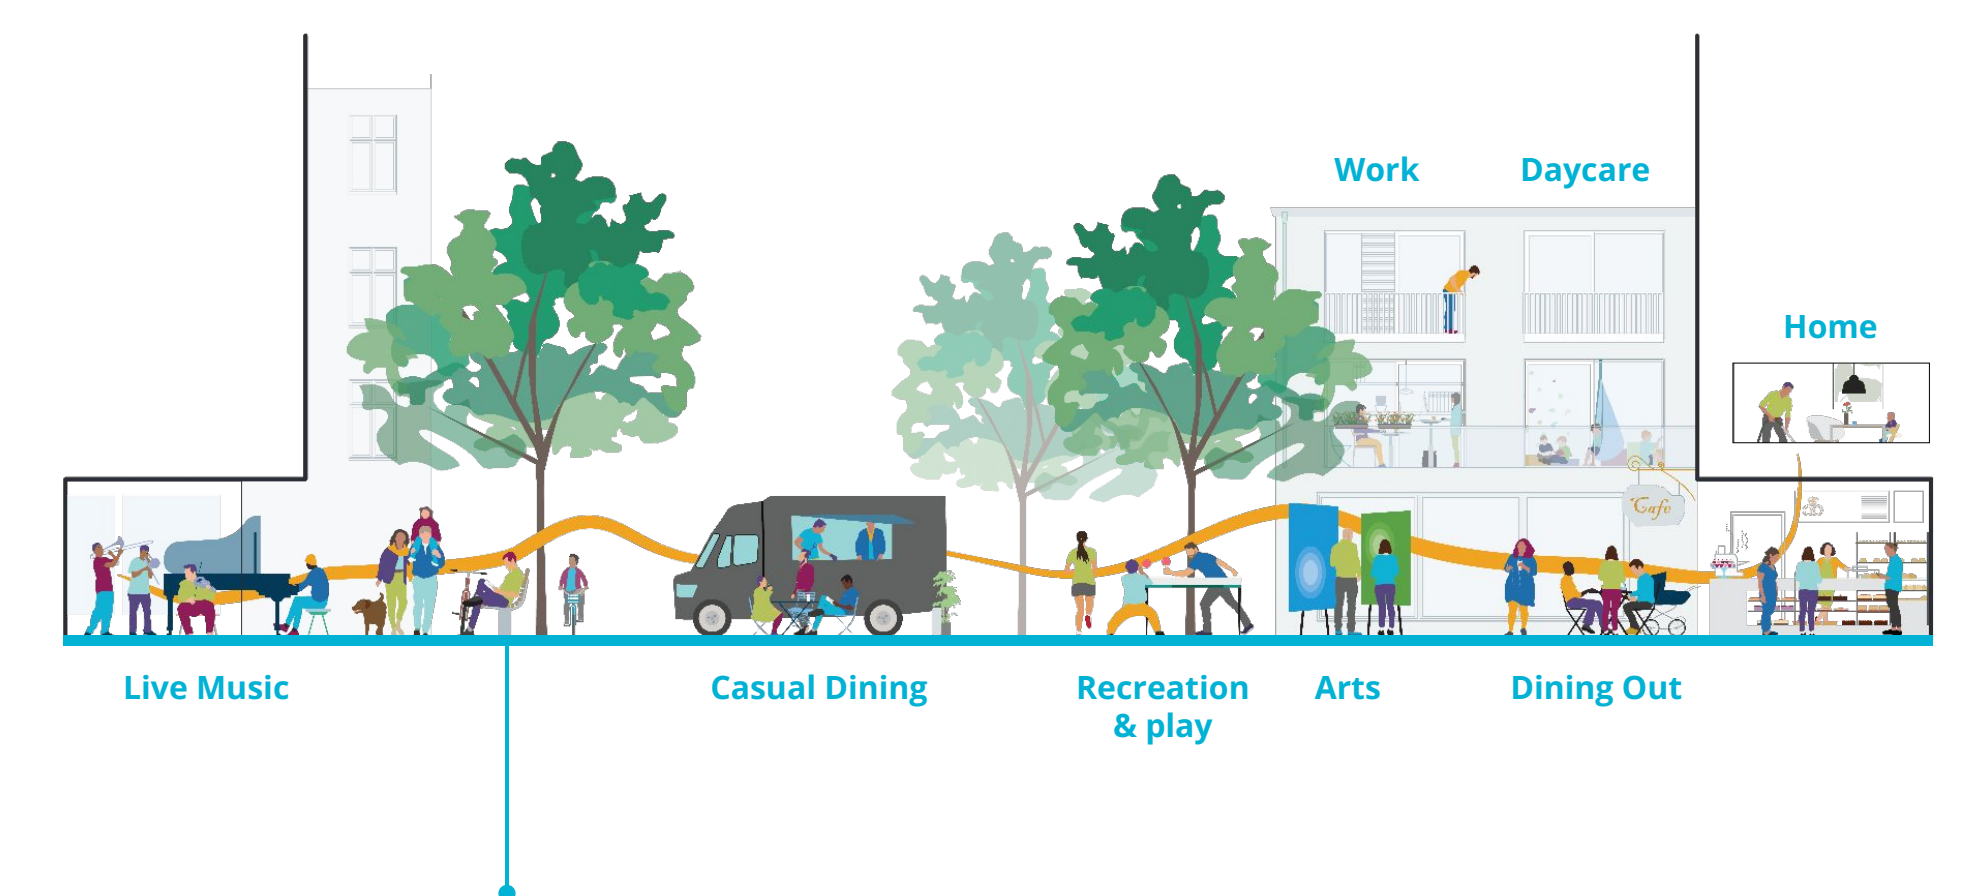 Work
Daycare
Home
Cafe
Live Music
Casual Dining
Recreation
& play
Arts
Dining Out